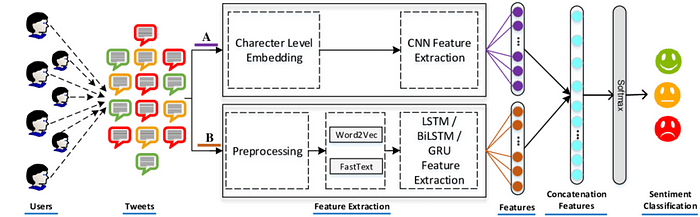 A
Charecter Level
Embedding
CNN Feature
Extraction
B
Preprocessing
Word2Vec
FastText
LSTM /
BiLSTM /
GRU
Feature
Extraction
Softmax
Users
Tweets
Feature Extraction
Features
Concatenation
Features
Sentiment
Classification